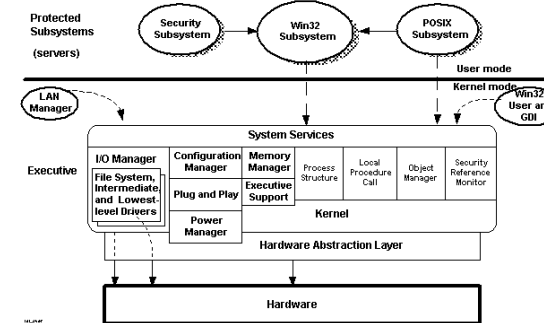 Protected
Subsystems
(servers)
Security
Subsystem
Win32
Subsystem
POSIX
Subsystem
User mode
Kernel mode
LAN
Manager
Win32
User an
GDI
System Services
Executive
I/O Manager
File System,
Intermediate,
and Lowest-
level Drivers
Configuration
Manager
Plug and Play
Power
Manager
Memory
Manager
Executive
Support
Process
Structure
Local
Procedure
Call
Object
Manager
Security
Reference
Monitor
Kernel
Hardware Abstraction Layer
Hardware